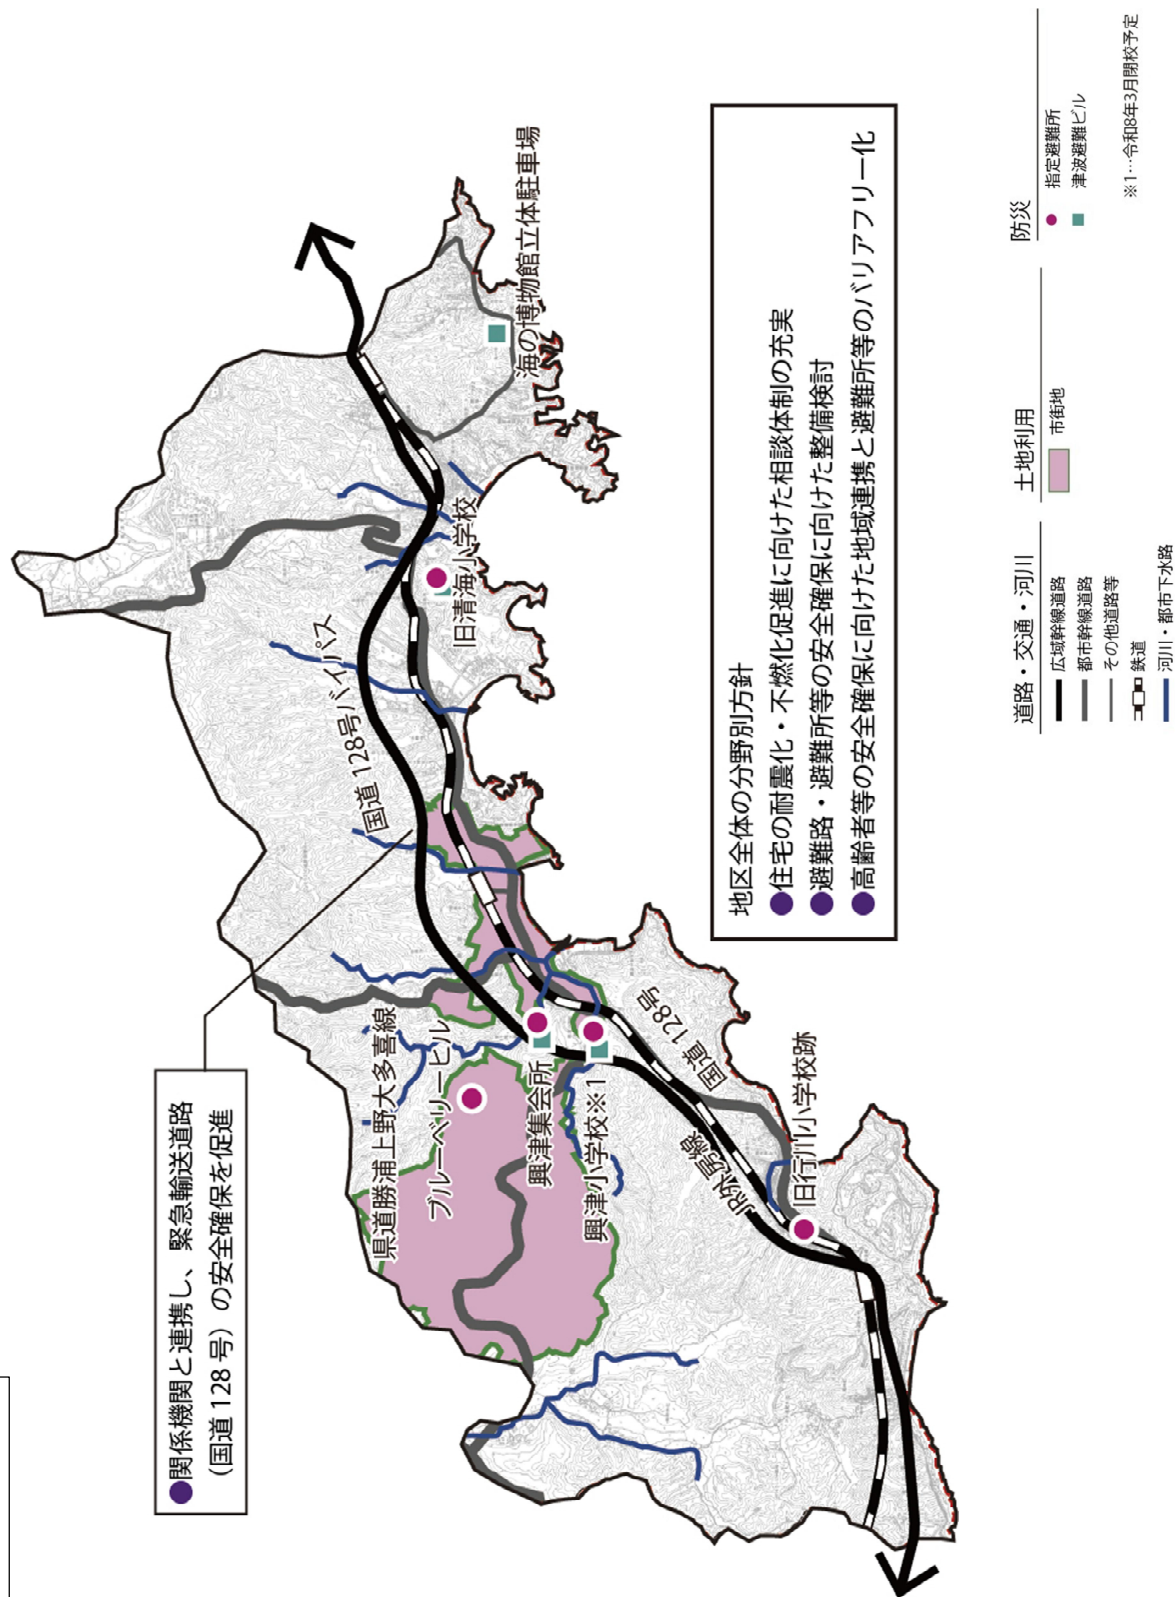 ●関係機関と連携し、緊急輸送道路
(国道 128 号) の安全確保を促進
国道 128号バイパス
県道勝浦上野大多喜線
ブルーベリーヒル
興津集会所
興津小学校※1
旧清海小学校
海の博物館立体駐車場
国道 128号
JR外房線
旧行川小学校跡
地区全体の分野別方針
●住宅の耐震化・不燃化促進に向けた相談体制の充実
●避難路・避難所等の安全確保に向けた整備検討
●高齢者等の安全確保に向けた地域連携と避難所等のバリアフリー化
道路・交通・河川
広域幹線道路
都市幹線道路
その他道路等
鉄道
河川・都市下水路
土地利用
市街地
防災
指定避難所
津波避難ビル
※1…令和8年3月閉校予定